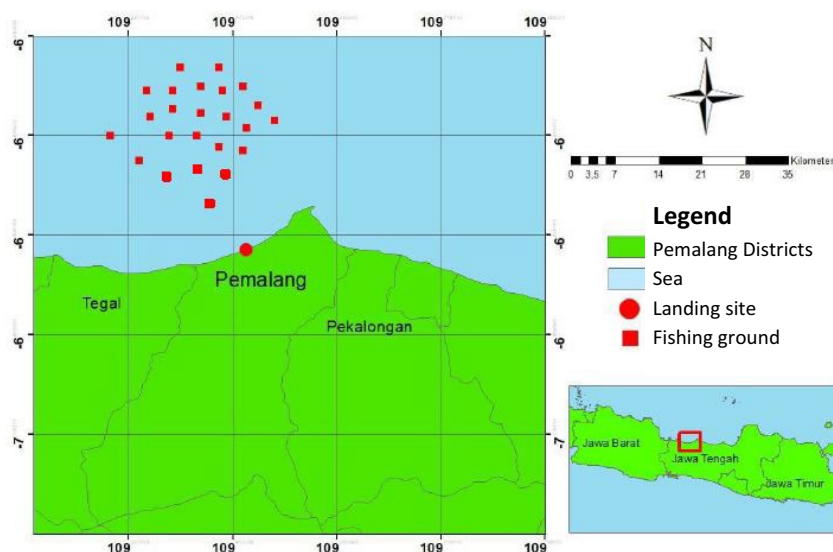 109 109 109 109 109
N
-6 -6
-6 -6
-6 -6
-6 -6
-7 -7
Pemalang
Tegal
Pekalongan
Kilometer
0 3,5 7 14 21 28 35
Legend
Pemalang Districts
Sea
Landing site
Fishing ground
Jawa Barat
Jawa Tengah
Jawa Timur
109 109 109 109 109